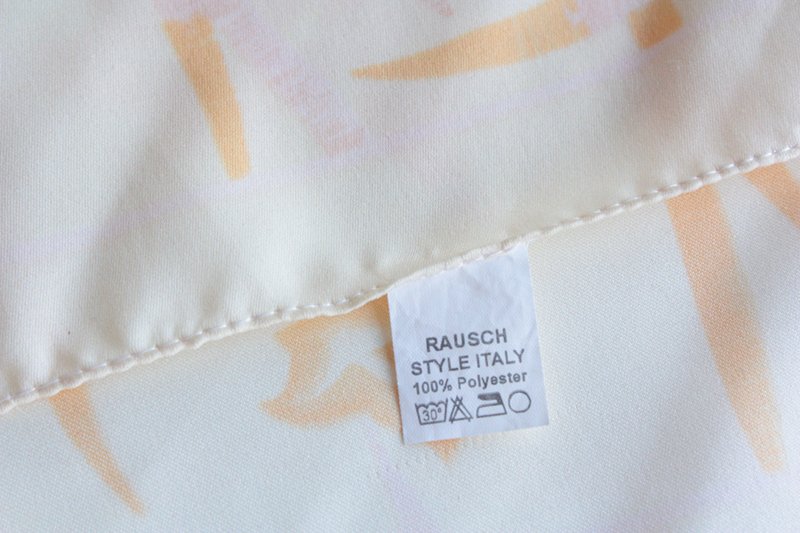 RAUSCH
STYLE ITALY
100% Polyester
30°